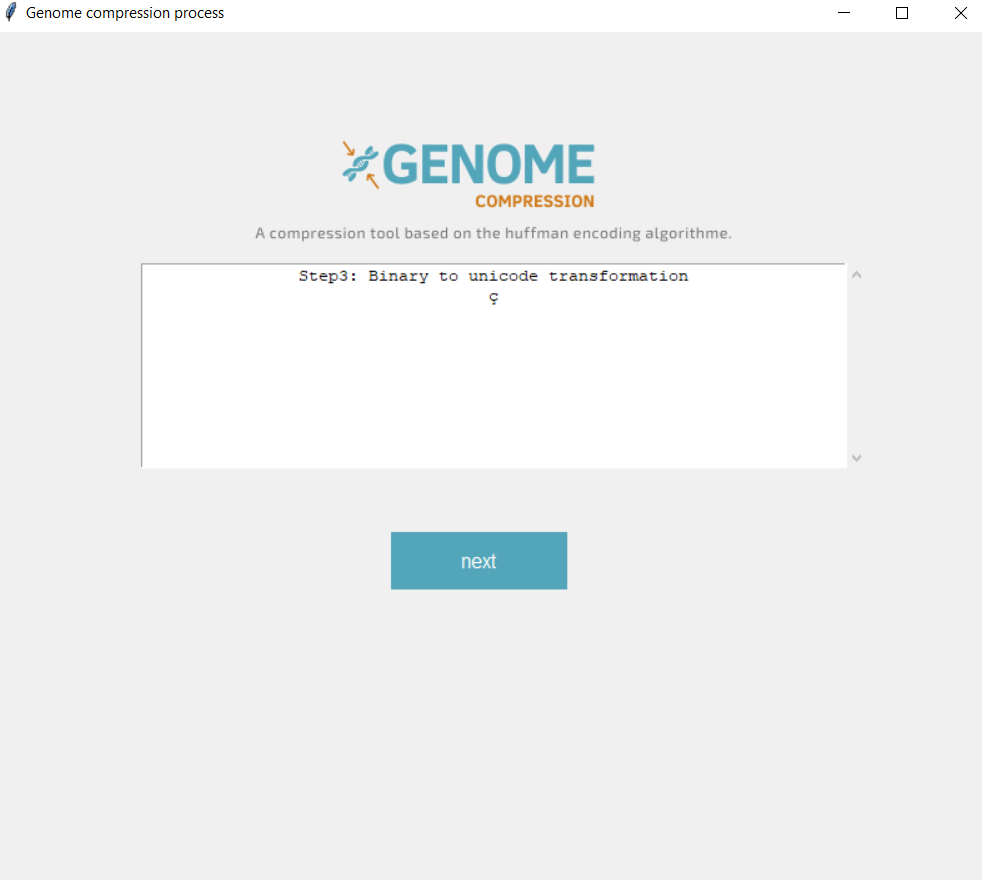 Genome compression process
GENOME
COMPRESSION
A compression tool based on the huffman encoding algorithme.
Step3: Binary to unicode transformation
ç
next